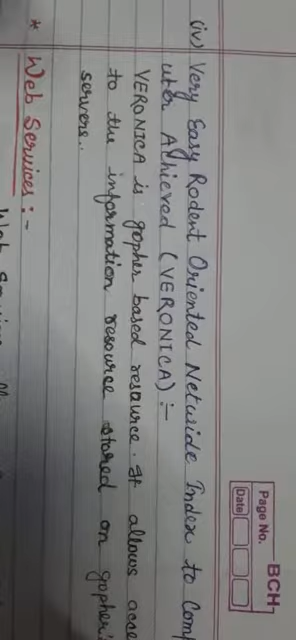 BCH
Page No.
Date
(iv) Very Easy Rodent Oriented Netwide Index to Comp
uter Achieved (VERONICA) :-
VERONICA is gopher based resource. It allows acce
to the information resource stored on gopher
servers..
* Web Services :-